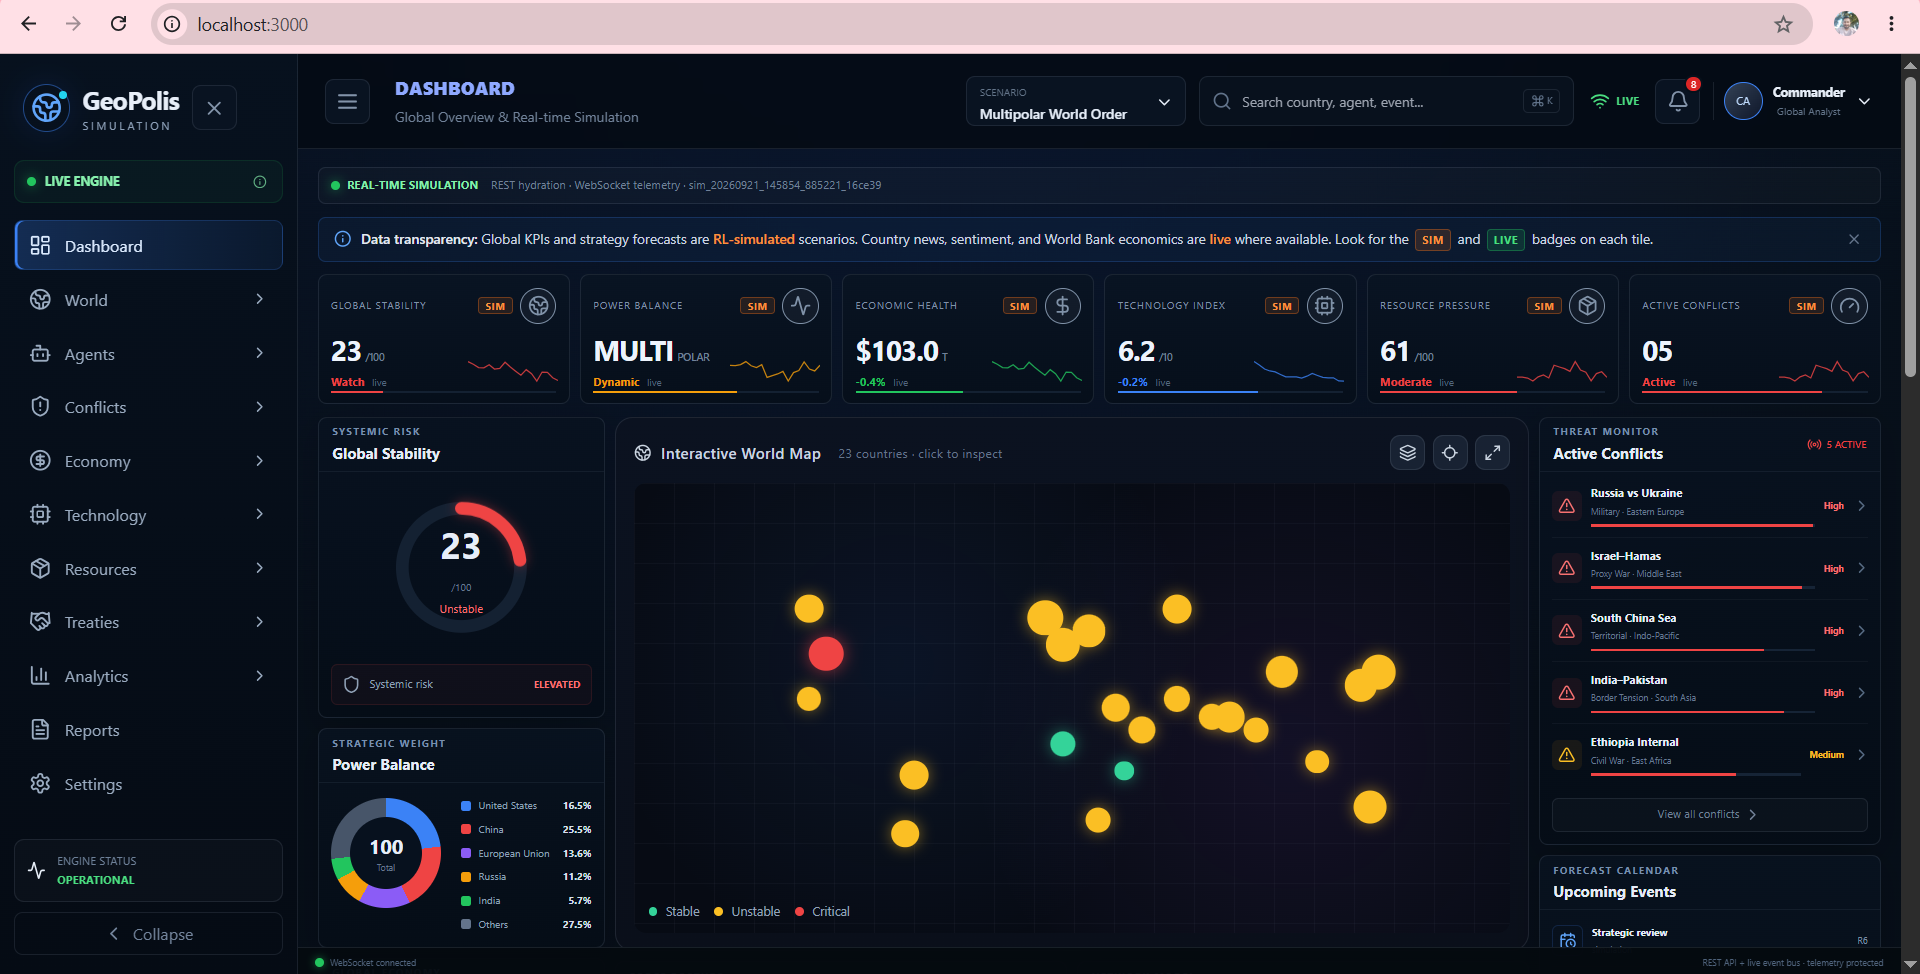 localhost:3000
GeoPolis
SIMULATION
LIVE ENGINE
Dashboard
World
Agents
Conflicts
Economy
Technology
Resources
Treaties
Analytics
Reports
Settings
ENGINE STATUS
OPERATIONAL
Collapse
DASHBOARD
Global Overview & Real-time Simulation
SCENARIO
Multipolar World Order
Search country, agent, event...
⌘ K
LIVE
8
CA
Commander
Global Analyst
REAL-TIME SIMULATION REST hydration · WebSocket telemetry · sim_20260921_145854_885221_16ce39
Data transparency: Global KPIs and strategy forecasts are RL-simulated scenarios. Country news, sentiment, and World Bank economics are live where available. Look for the SIM and LIVE badges on each tile.
GLOBAL STABILITY SIM
23 /100
Watch live
POWER BALANCE SIM
MULTI POLAR
Dynamic live
ECONOMIC HEALTH SIM
$103.0 T
-0.4% live
TECHNOLOGY INDEX SIM
6.2 /10
-0.2% live
RESOURCE PRESSURE SIM
61 /100
Moderate live
ACTIVE CONFLICTS SIM
05
Active live
SYSTEMIC RISK
Global Stability
23
/100
Unstable
Systemic risk ELEVATED
STRATEGIC WEIGHT
Power Balance
100
Total
United States 16.5%
China 25.5%
European Union 13.6%
Russia 11.2%
India 5.7%
Others 27.5%
Interactive World Map 23 countries · click to inspect
Stable Unstable Critical
THREAT MONITOR
Active Conflicts
5 ACTIVE
Russia vs Ukraine
Military · Eastern Europe
High
Israel–Hamas
Proxy War · Middle East
High
South China Sea
Territorial · Indo-Pacific
High
India–Pakistan
Border Tension · South Asia
High
Ethiopia Internal
Civil War · East Africa
Medium
View all conflicts
FORECAST CALENDAR
Upcoming Events
Strategic review
R6
WebSocket connected
REST API + live event bus · telemetry protected